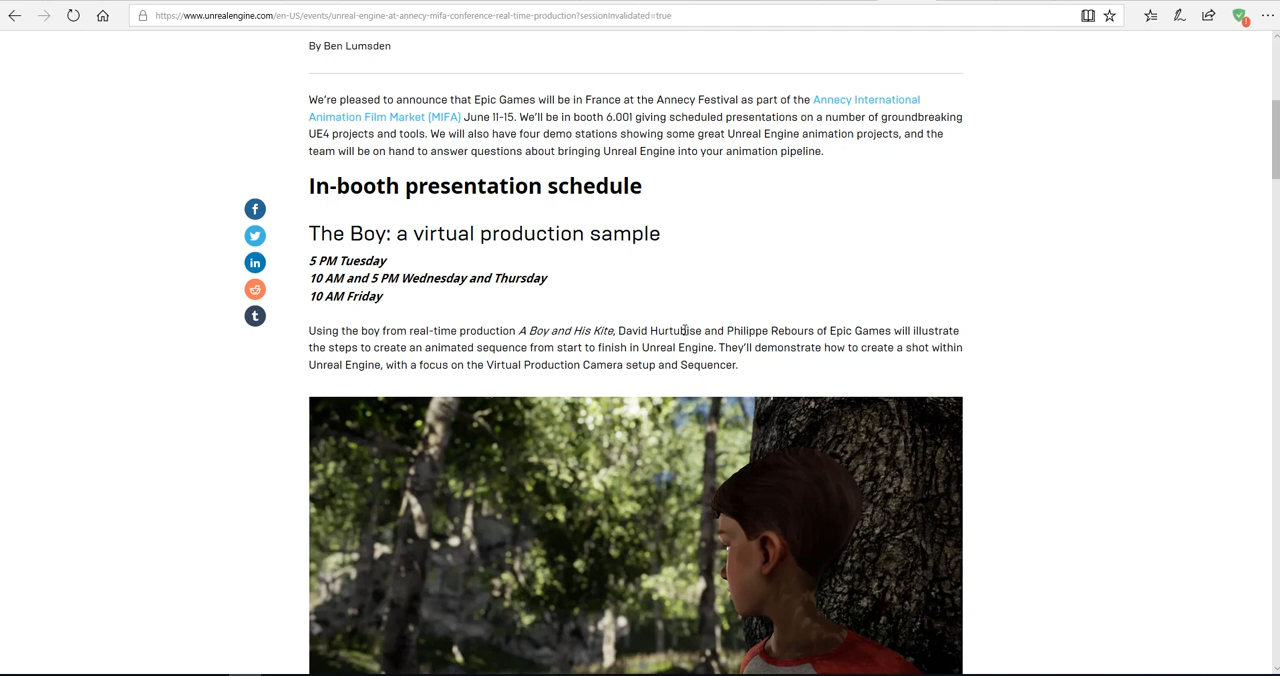 https://www.unrealengine.com/en-US/events/unreal-engine-at-annecy-mifa-conference-real-time-production?sessionInvalidated=true
By Ben Lumsden
We're pleased to announce that Epic Games will be in France at the Annecy Festival as part of the Annecy International
Animation Film Market (MIFA) June 11-15. We'll be in booth 6.001 giving scheduled presentations on a number of groundbreaking
UE4 projects and tools. We will also have four demo stations showing some great Unreal Engine animation projects, and the
team will be on hand to answer questions about bringing Unreal Engine into your animation pipeline.
In-booth presentation schedule
The Boy: a virtual production sample
5 PM Tuesday
10 AM and 5 PM Wednesday and Thursday
10 AM Friday
Using the boy from real-time production A Boy and His Kite, David Hurtubise and Philippe Rebours of Epic Games will illustrate
the steps to create an animated sequence from start to finish in Unreal Engine. They'll demonstrate how to create a shot within
Unreal Engine, with a focus on the Virtual Production Camera setup and Sequencer.